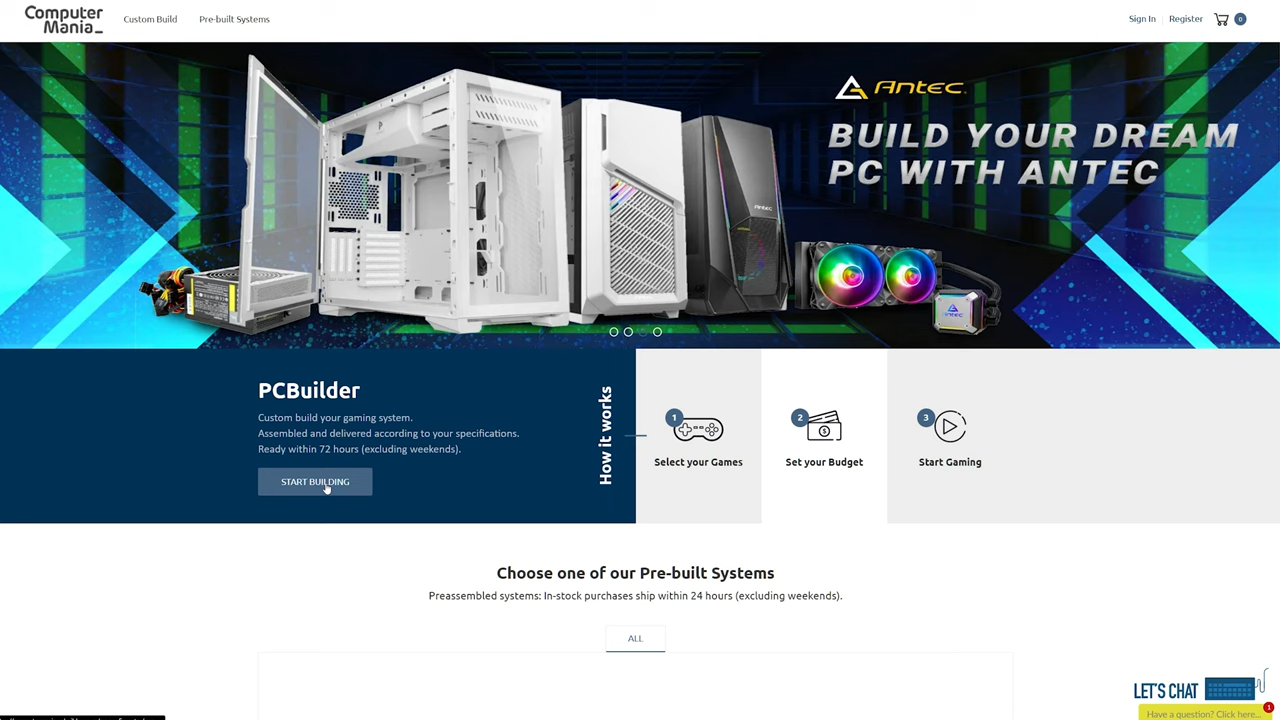 Computer
Mania_
Custom Build
Pre-built Systems
Sign In
Register
0
Antec
BUILD YOUR DREAM
PC WITH ANTEC
ANTEC
ANTEC
PCBuilder
Custom build your gaming system.
Assembled and delivered according to your specifications.
Ready within 72 hours (excluding weekends).
START BUILDING
How it works
1
Select your Games
2
$
Set your Budget
3
Start Gaming
Choose one of our Pre-built Systems
Preassembled systems: In-stock purchases ship within 24 hours (excluding weekends).
ALL
LET'S CHAT
1
Have a question? Click here...